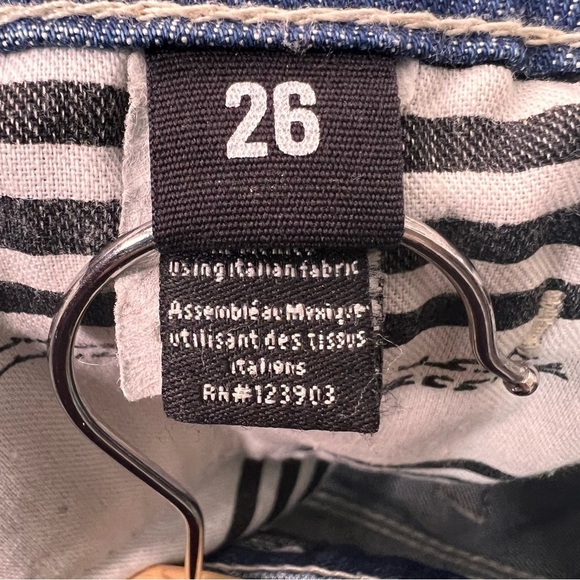 26
using italian fabric
Assemblé au Mexique
utilisant des tissus
italiens
RN#123903